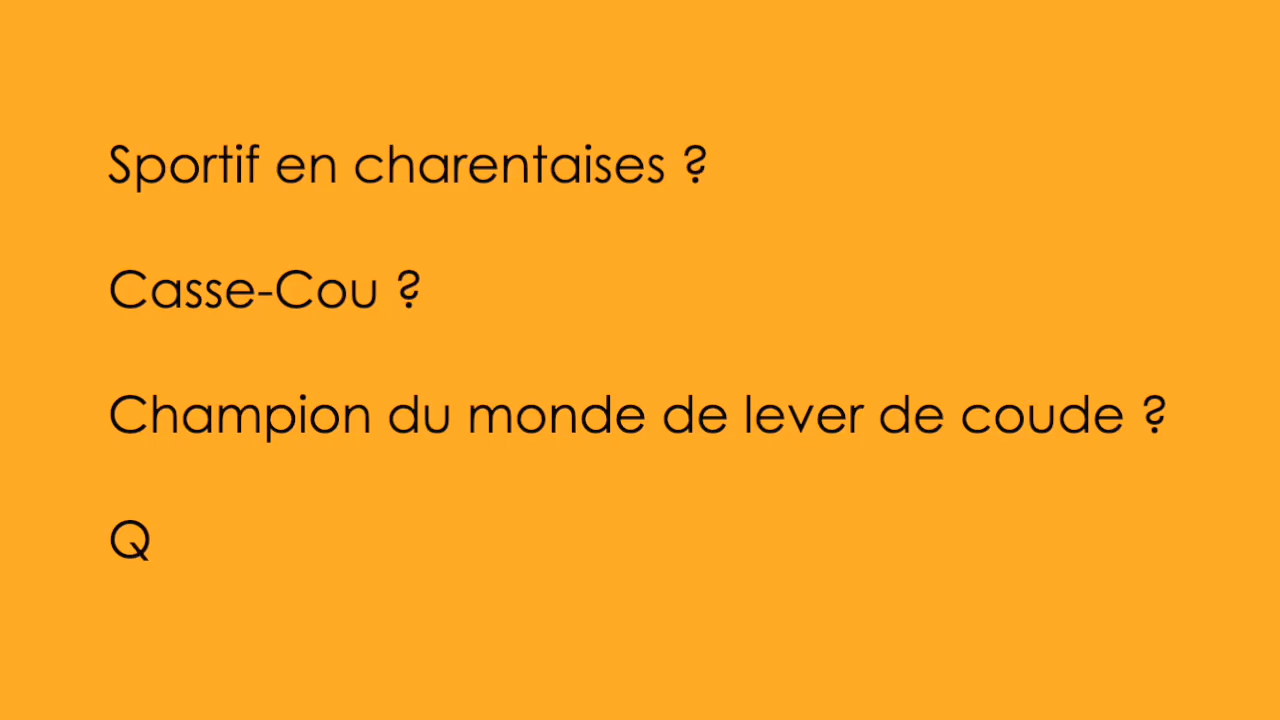 Sportif en charentaises ?
Casse-Cou ?
Champion du monde de lever de coude ?
Q